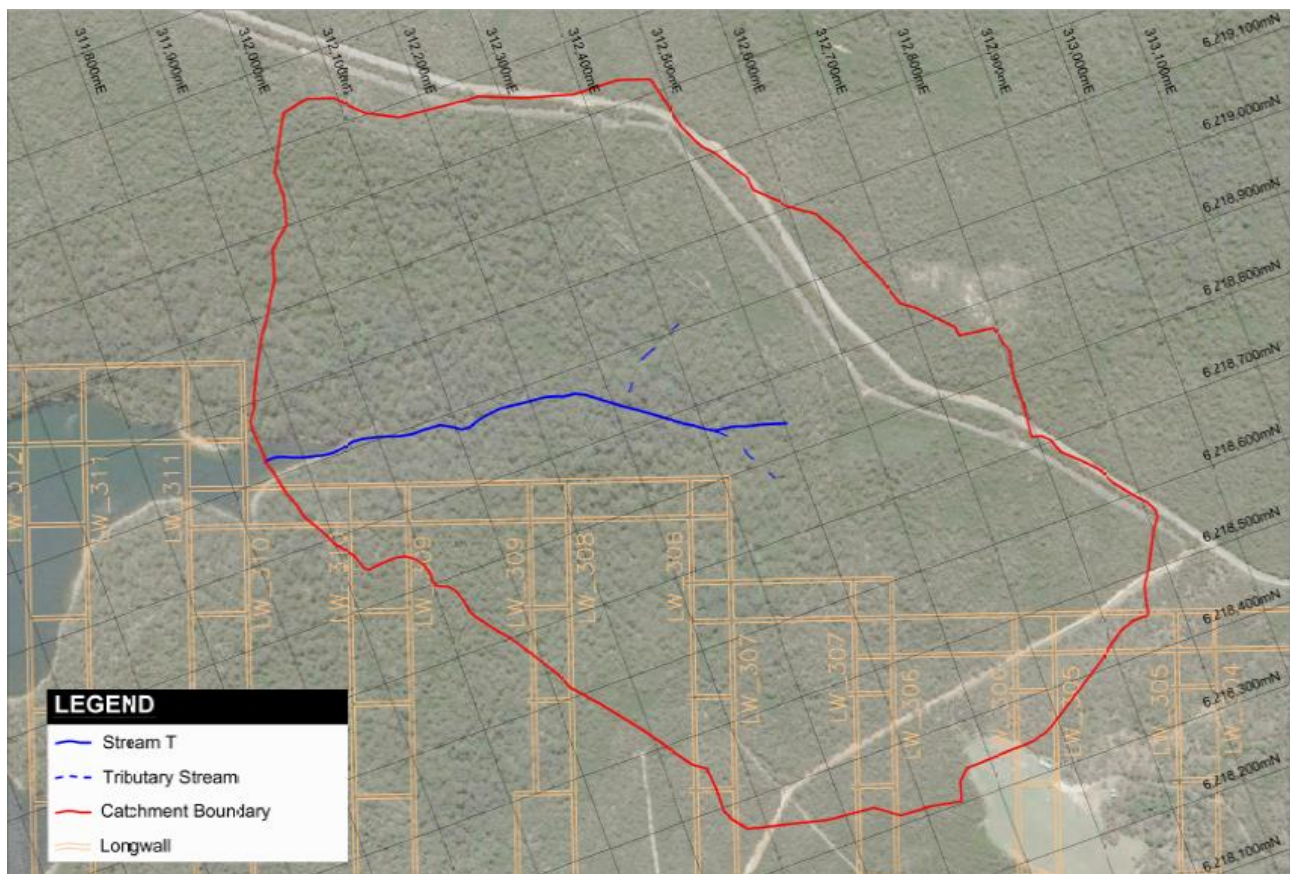 311,800mE
311,900mE
312,000mE
312,100mE
312,200mE
312,300mE
312,400mE
312,500mE
312,600mE
312,700mE
312,800mE
312,900mE
313,000mE
313,100mE
6,219,100mN
6,219,000mN
6,218,900mN
6,218,800mN
6,218,700mN
6,218,600mN
6,218,500mN
6,218,400mN
6,218,300mN
6,218,200mN
6,218,100mN
LW_312
LW_311
LW_311
LW_310
LW_309
LW_309
LW_308
LW_308
LW_307
LW_307
LW_306
LW_306
LW_305
LW_305
LW_304
LEGEND
Stream T
Tributary Stream
Catchment Boundary
Longwall